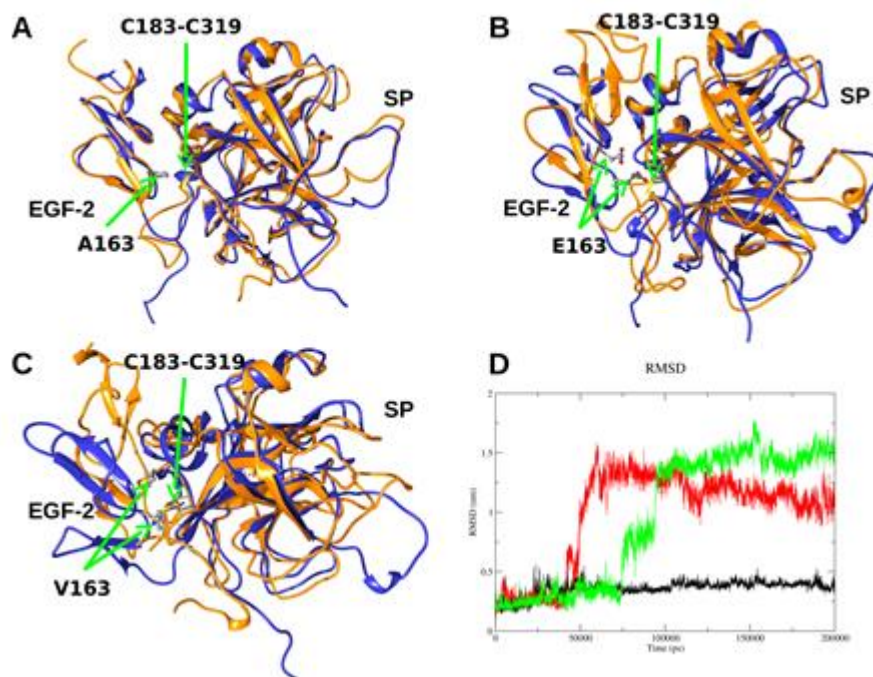 A
C183-C319
SP
EGF-2
A163
B
C183-C319
SP
EGF-2
E163
C
C183-C319
SP
EGF-2
V163
D
RMSD
2
1.5
1
0.5
0
RMSD (nm)
0
50000
100000
150000
200000
Time (ps)